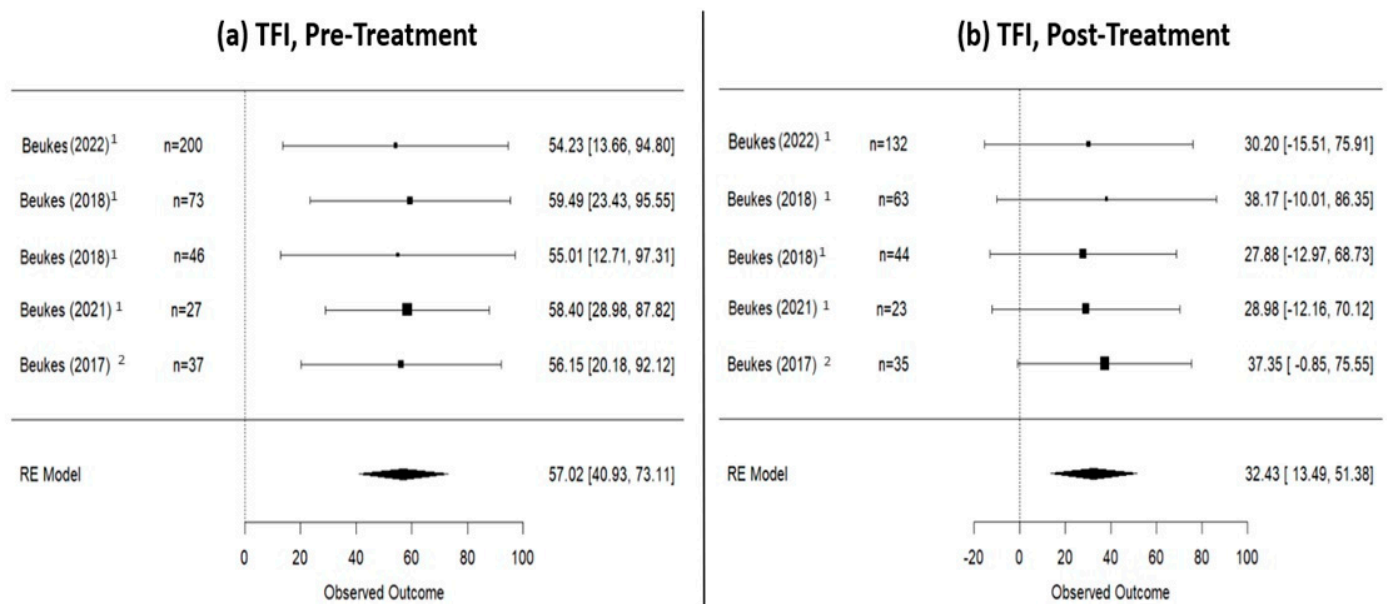 (a) TFI, Pre-Treatment
Beukes (2022)¹ n=200 54.23 [13.66, 94.80]
Beukes (2018)¹ n=73 59.49 [23.43, 95.55]
Beukes (2018)¹ n=46 55.01 [12.71, 97.31]
Beukes (2021) ¹ n=27 58.40 [28.98, 87.82]
Beukes (2017) ² n=37 56.15 [20.18, 92.12]
RE Model 57.02 [40.93, 73.11]
0 20 40 60 80 100
Observed Outcome
(b) TFI, Post-Treatment
Beukes (2022) ¹ n=132 30.20 [-15.51, 75.91]
Beukes (2018) ¹ n=63 38.17 [-10.01, 86.35]
Beukes (2018)¹ n=44 27.88 [-12.97, 68.73]
Beukes (2021) ¹ n=23 28.98 [-12.16, 70.12]
Beukes (2017) ² n=35 37.35 [ -0.85, 75.55]
RE Model 32.43 [ 13.49, 51.38]
-20 0 20 40 60 80 100
Observed Outcome